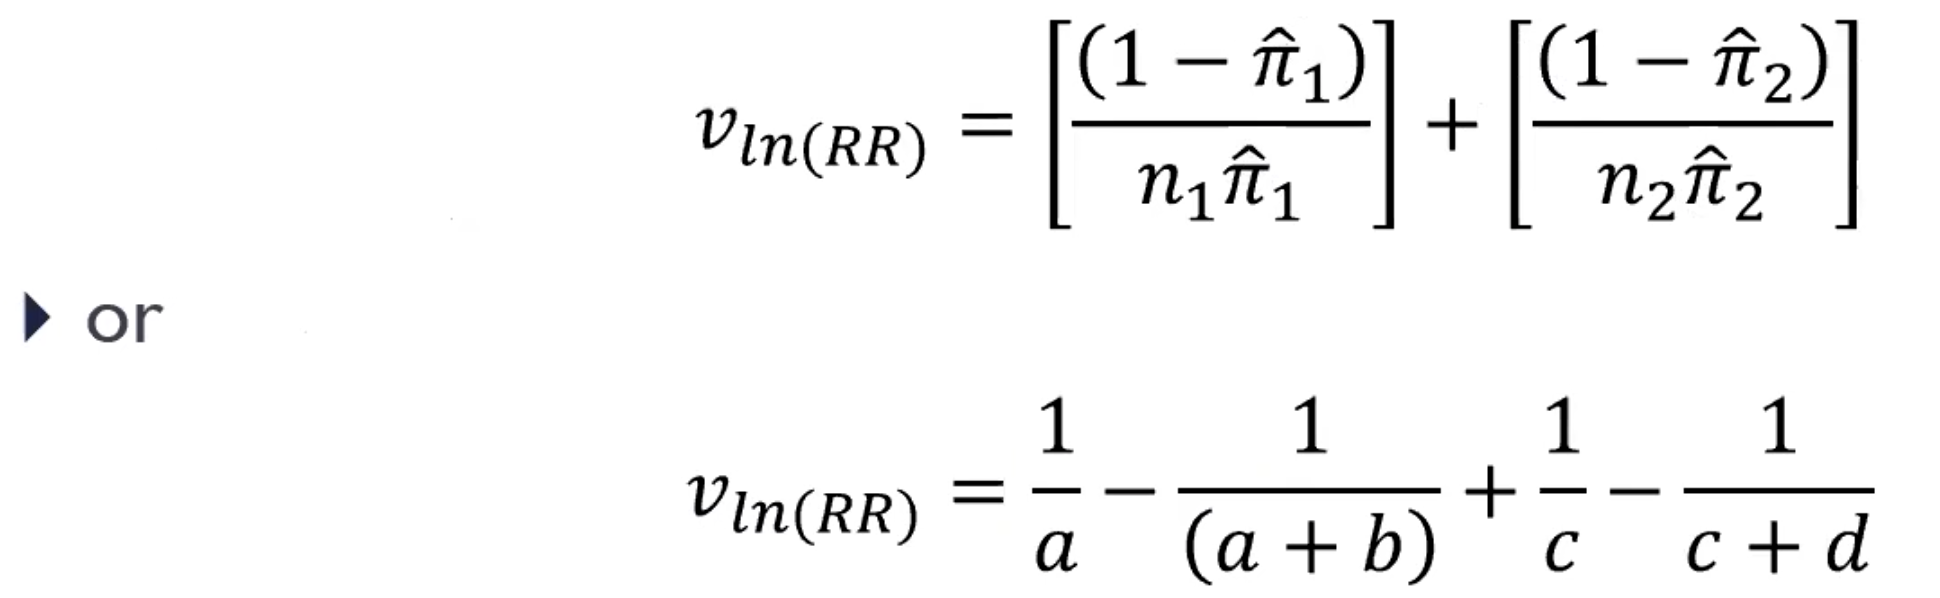 v_{ln(RR)} = [(1 − π̂₁) / n₁π̂₁] + [(1 − π̂₂) / n₂π̂₂]
or
v_{ln(RR)} = 1/a − 1/(a + b) + 1/c − 1/c + d